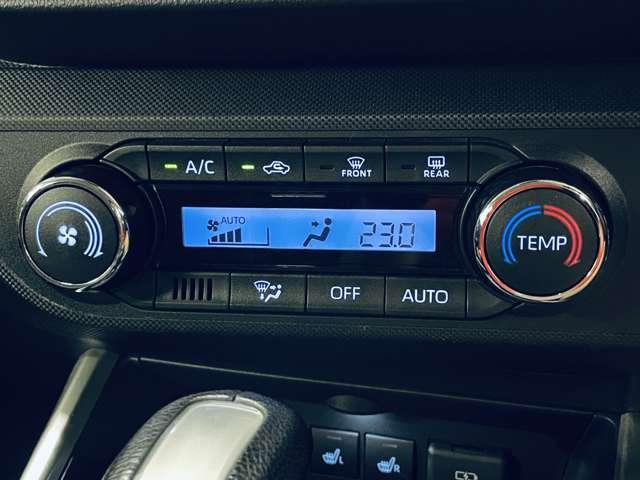 A/C
FRONT
REAR
AUTO
23.0
TEMP
OFF
AUTO
L
R